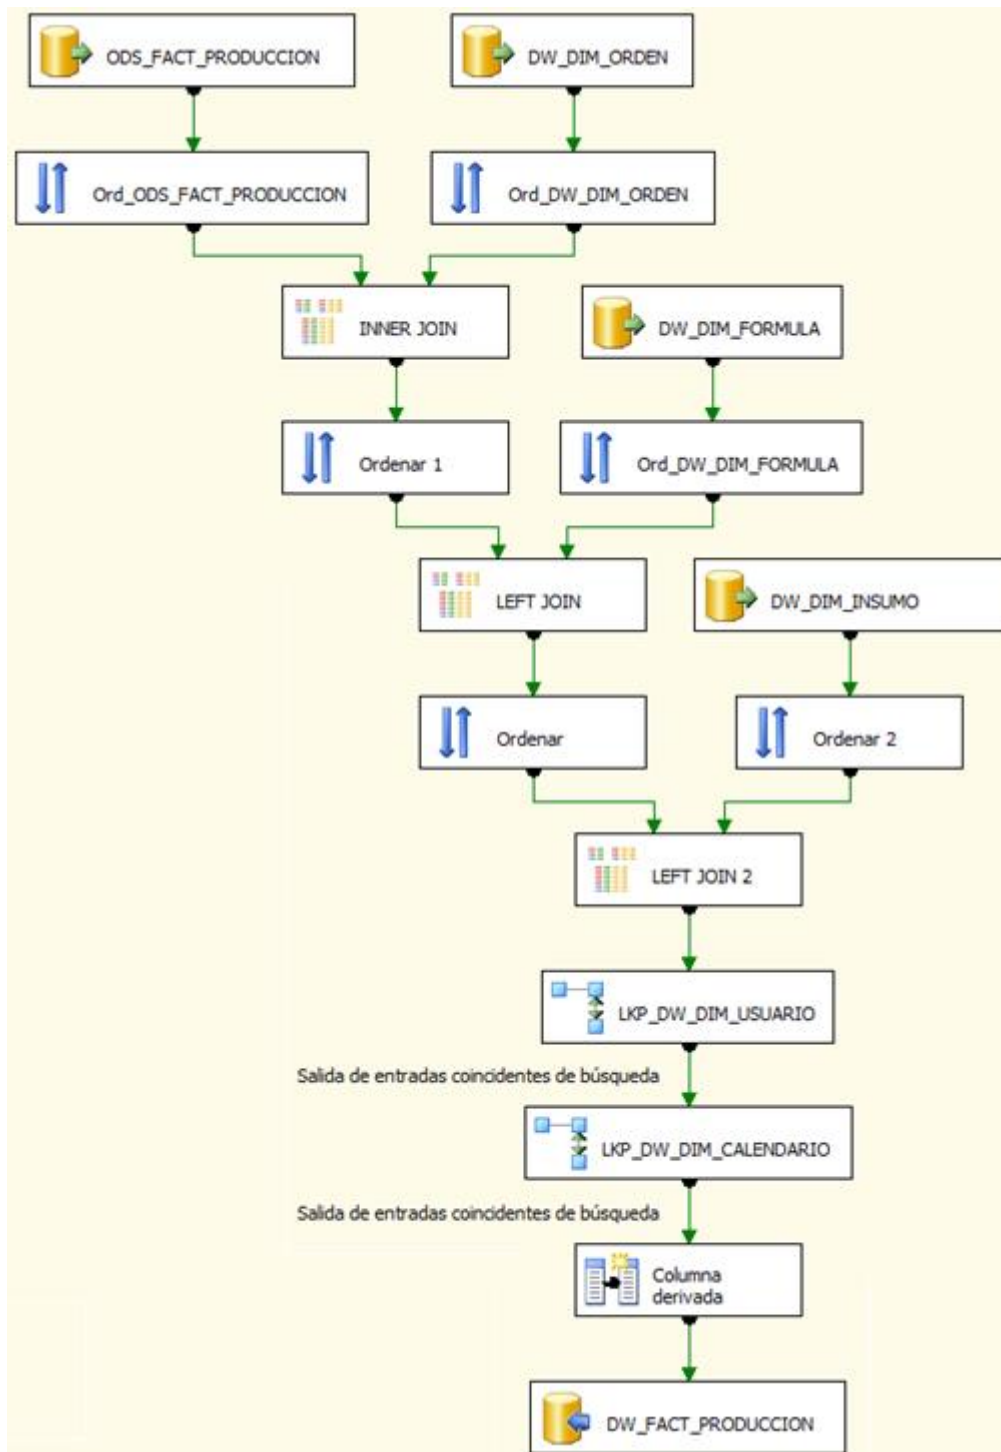 ODS_FACT_PRODUCCION
DW_DIM_ORDEN
Ord_ODS_FACT_PRODUCCION
Ord_DW_DIM_ORDEN
INNER JOIN
DW_DIM_FORMULA
Ordenar 1
Ord_DW_DIM_FORMULA
LEFT JOIN
DW_DIM_INSUMO
Ordenar
Ordenar 2
LEFT JOIN 2
LKP_DW_DIM_USUARIO
Salida de entradas coincidentes de búsqueda
LKP_DW_DIM_CALENDARIO
Salida de entradas coincidentes de búsqueda
Columna
derivada
DW_FACT_PRODUCCION